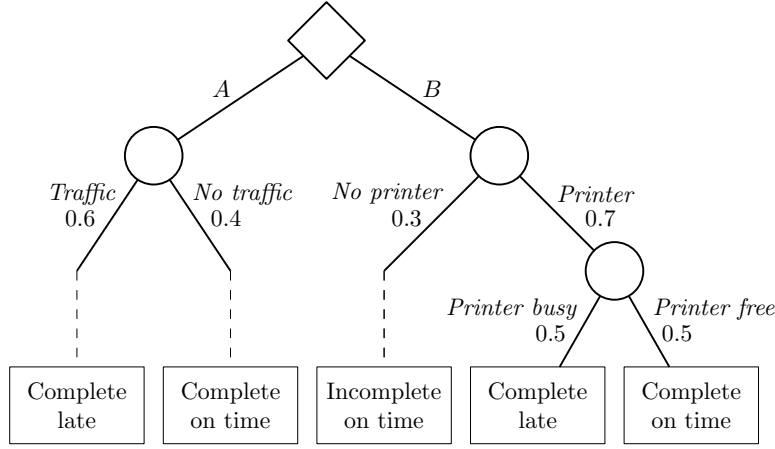 A
B
Traffic
0.6
No traffic
0.4
No printer
0.3
Printer
0.7
Printer busy
0.5
Printer free
0.5
Complete
late
Complete
on time
Incomplete
on time
Complete
late
Complete
on time